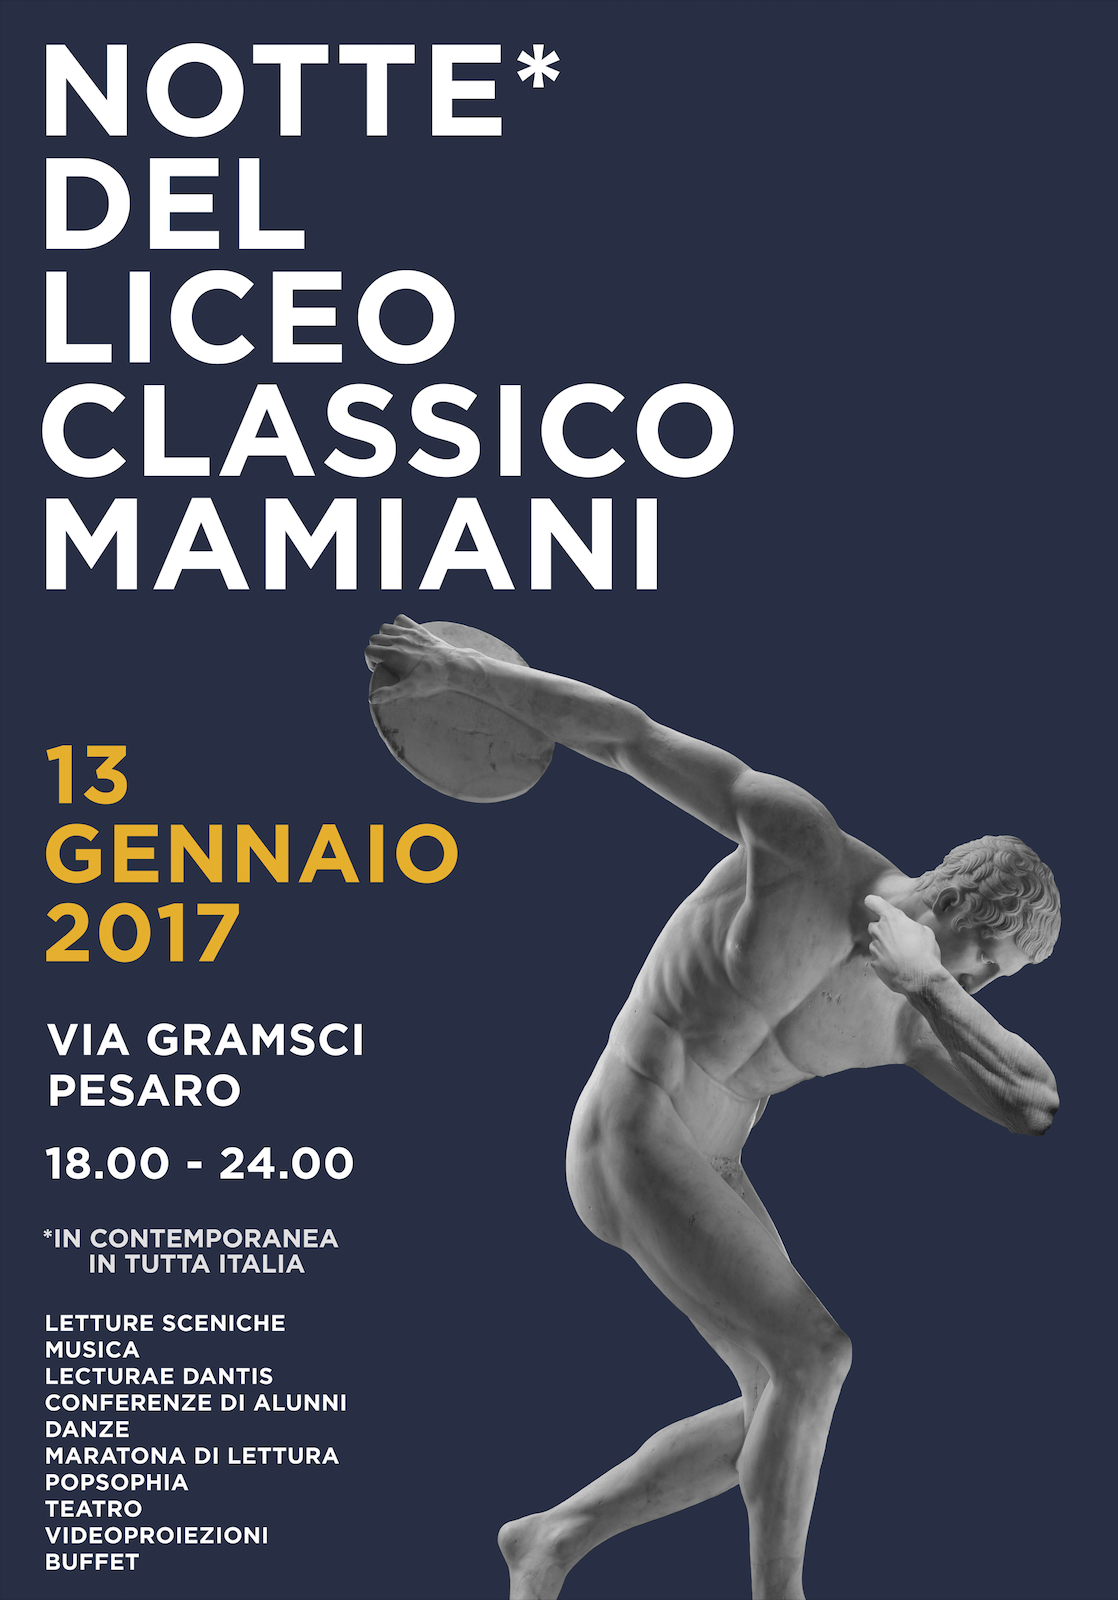 NOTTE*
DEL
LICEO
CLASSICO
MAMIANI
13
GENNAIO
2017
VIA GRAMSCI
PESARO
18.00 - 24.00
*IN CONTEMPORANEA
IN TUTTA ITALIA
LETTURE SCENICHE
MUSICA
LECTURAE DANTIS
CONFERENZE DI ALUNNI
DANZE
MARATONA DI LETTURA
POPSOPHIA
TEATRO
VIDEOPROIEZIONI
BUFFET